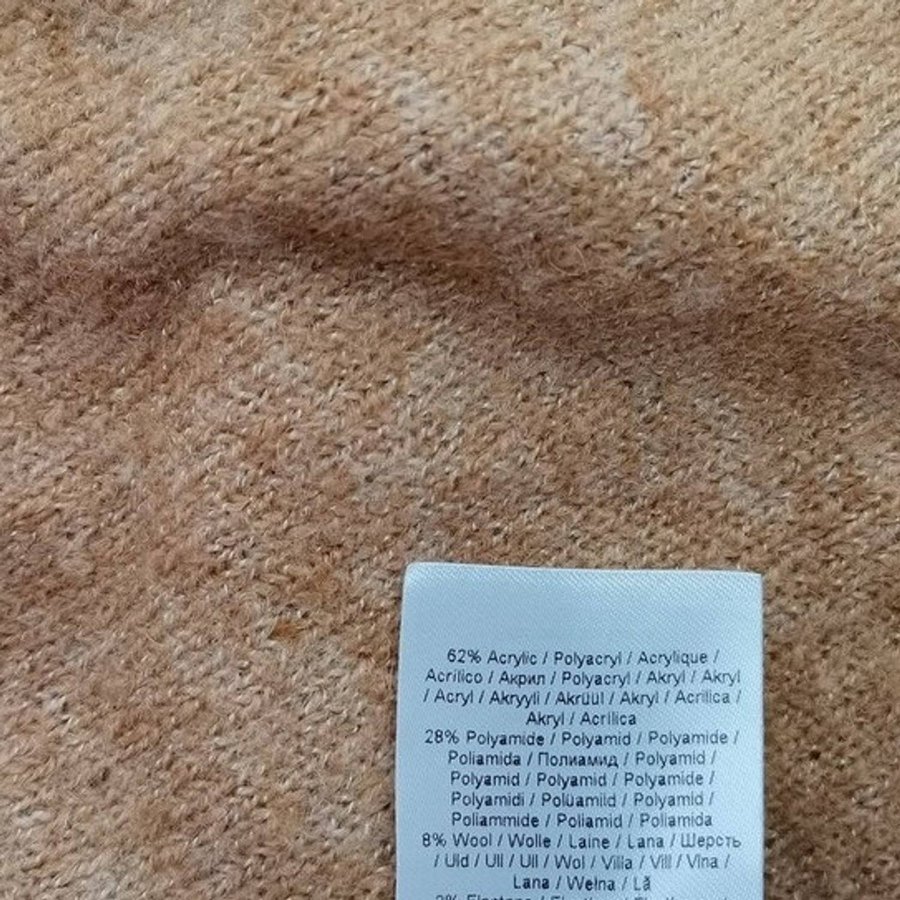 62% Acrylic / Polyacryl / Acrylique /
Acrílico / Акрил / Polyacryl / Akryl / Akryl
/ Acryl / Akryyli / Akrüül / Akryl / Acrilica /
Akryl / Acrilica
28% Polyamide / Polyamid / Polyamide /
Poliamida / Полиамид / Polyamid /
Polyamid / Polyamid / Polyamide /
Polyamidi / Polüamiid / Polyamid /
Poliammide / Poliamid / Poliamida
8% Wool / Wolle / Laine / Lana / Шерсть
/ Uld / Ull / Ull / Wol / Villa / Vill / Vlna /
Lana / Wełna / Lă